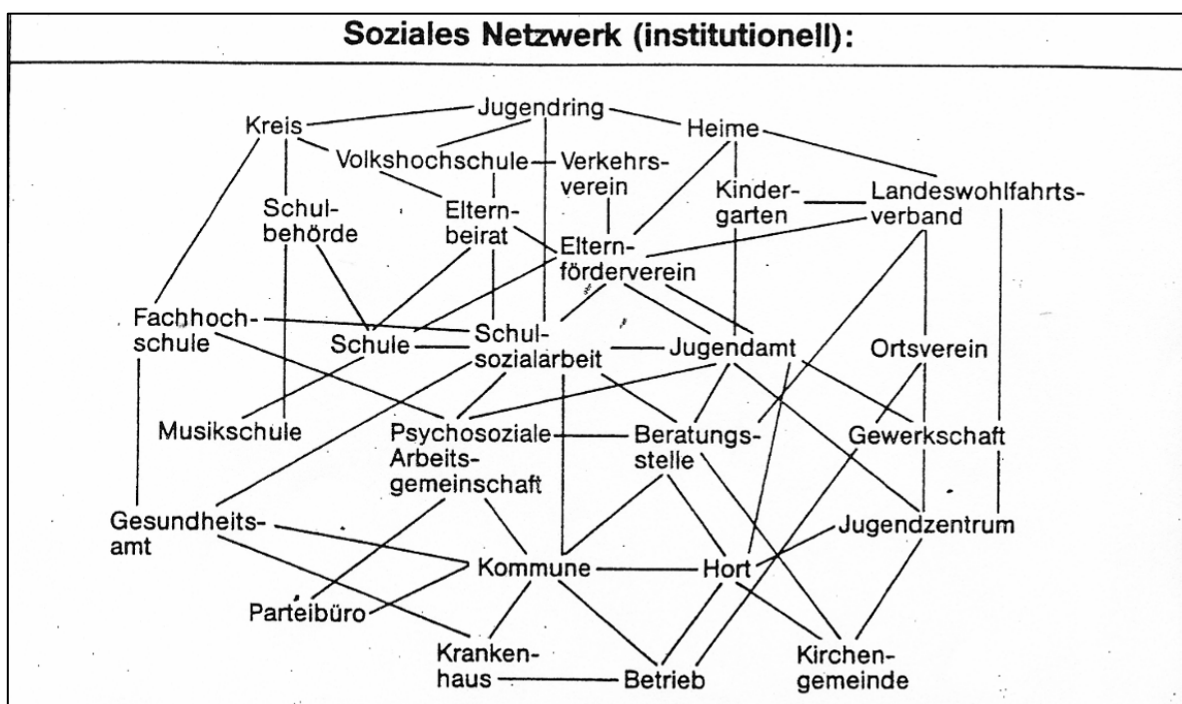 Soziales Netzwerk (institutionell):
Jugendring
Kreis
Heime
Volkshochschule
Verkehrs-
verein
Kinder-
garten
Landeswohlfahrts-
verband
Schul-
behörde
Eltern-
beirat
Eltern-
förderverein
Fachhoch-
schule
Schule
Schul-
sozialarbeit
Jugendamt
Ortsverein
Musikschule
Psychosoziale
Arbeits-
gemeinschaft
Beratungs-
stelle
Gewerkschaft
Gesundheits-
amt
Jugendzentrum
Kommune
Hort
Parteibüro
Kranken-
haus
Betrieb
Kirchen-
gemeinde